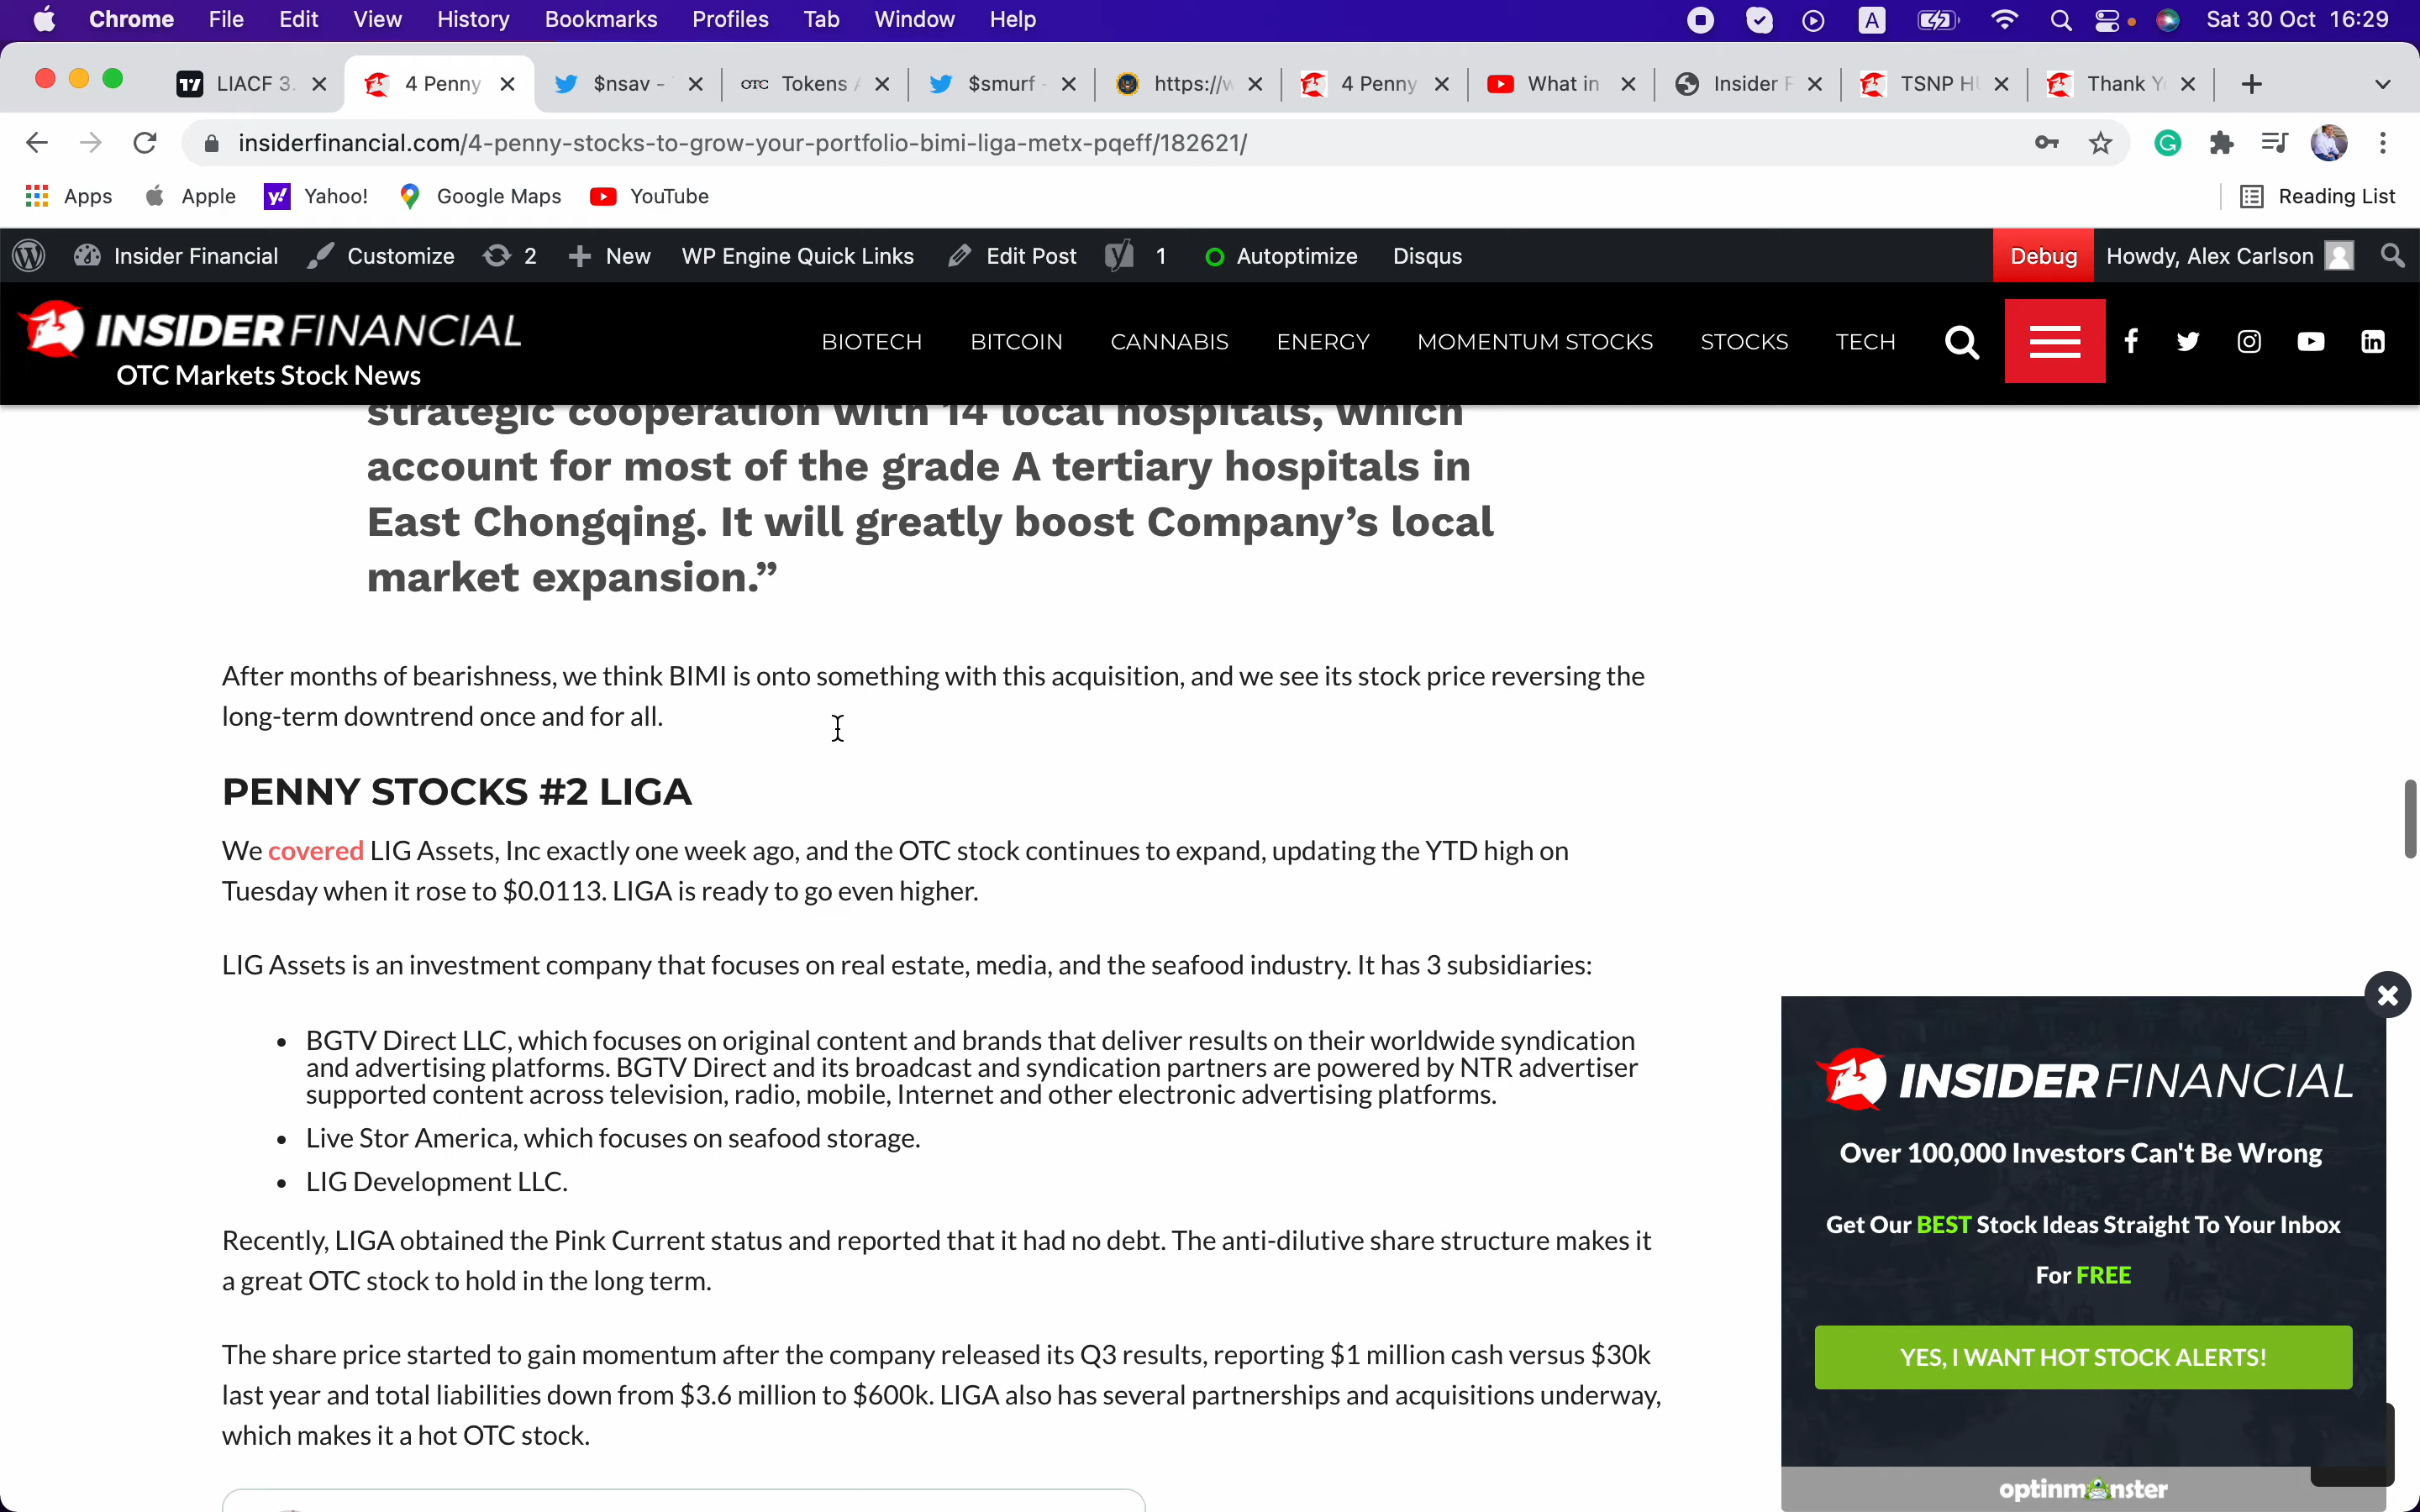 Chrome File Edit View History Bookmarks Profiles Tab Window Help A Sat 30 Oct 16:29
LIACF 3. 4 Penny $nsav - OTC Tokens $smurf - https://w 4 Penny What in Insider F TSNP H Thank Y
insiderfinancial.com/4-penny-stocks-to-grow-your-portfolio-bimi-liga-metx-pqeff/182621/
Apps Apple Yahoo! Google Maps YouTube Reading List
Insider Financial Customize 2 New WP Engine Quick Links Edit Post 1 Autoptimize Disqus Debug Howdy, Alex Carlson
INSIDER FINANCIAL
OTC Markets Stock News
BIOTECH BITCOIN CANNABIS ENERGY MOMENTUM STOCKS STOCKS TECH
strategic cooperation with 14 local hospitals, which
account for most of the grade A tertiary hospitals in
East Chongqing. It will greatly boost Company’s local
market expansion.”
After months of bearishness, we think BIMI is onto something with this acquisition, and we see its stock price reversing the
long-term downtrend once and for all.
PENNY STOCKS #2 LIGA
We covered LIG Assets, Inc exactly one week ago, and the OTC stock continues to expand, updating the YTD high on
Tuesday when it rose to $0.0113. LIGA is ready to go even higher.
LIG Assets is an investment company that focuses on real estate, media, and the seafood industry. It has 3 subsidiaries:
• BGTV Direct LLC, which focuses on original content and brands that deliver results on their worldwide syndication
and advertising platforms. BGTV Direct and its broadcast and syndication partners are powered by NTR advertiser
supported content across television, radio, mobile, Internet and other electronic advertising platforms.
• Live Stor America, which focuses on seafood storage.
• LIG Development LLC.
Recently, LIGA obtained the Pink Current status and reported that it had no debt. The anti-dilutive share structure makes it
a great OTC stock to hold in the long term.
The share price started to gain momentum after the company released its Q3 results, reporting $1 million cash versus $30k
last year and total liabilities down from $3.6 million to $600k. LIGA also has several partnerships and acquisitions underway,
which makes it a hot OTC stock.
INSIDER FINANCIAL
Over 100,000 Investors Can't Be Wrong
Get Our BEST Stock Ideas Straight To Your Inbox
For FREE
YES, I WANT HOT STOCK ALERTS!
optinmonster